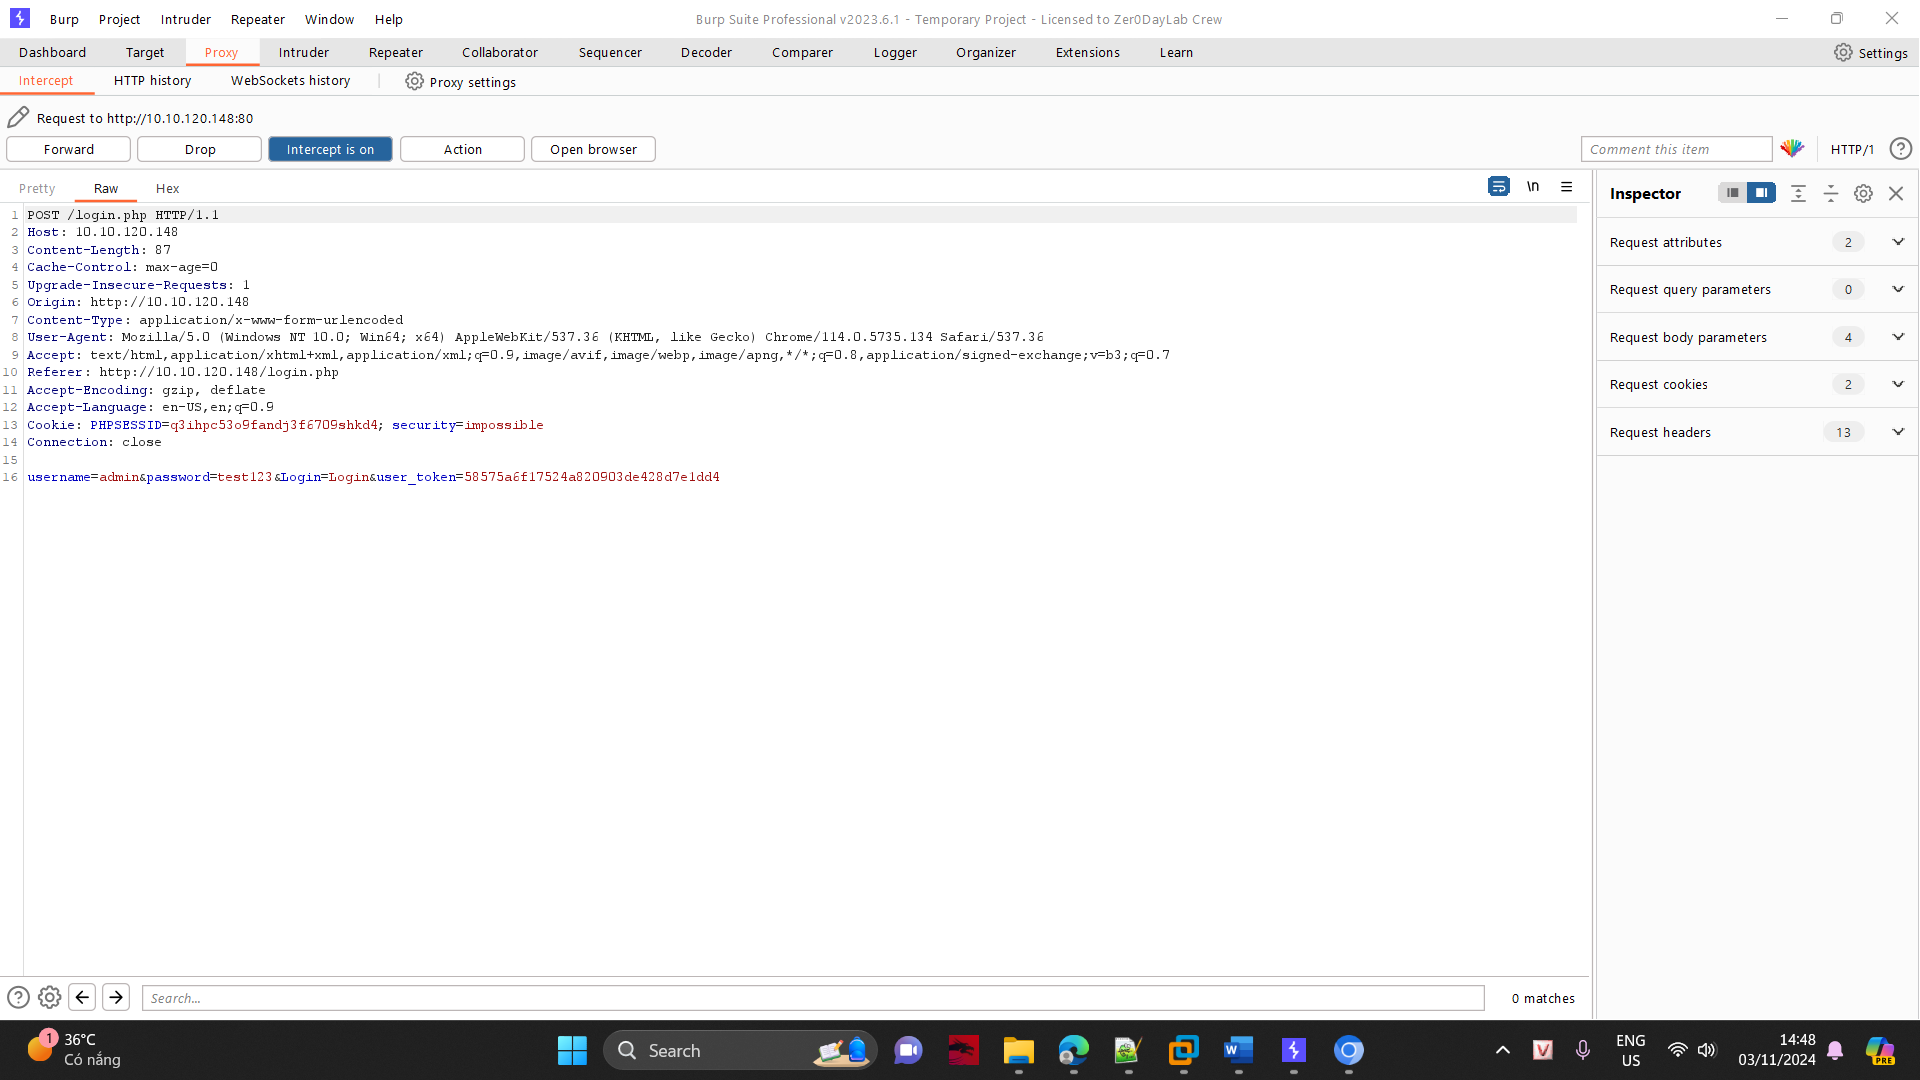 Burp Project Intruder Repeater Window Help
Burp Suite Professional v2023.6.1 - Temporary Project - Licensed to Zer0DayLab Crew
Dashboard Target Proxy Intruder Repeater Collaborator Sequencer Decoder Comparer Logger Organizer Extensions Learn
Settings
Intercept HTTP history WebSockets history Proxy settings
Request to http://10.10.120.148:80
Forward Drop Intercept is on Action Open browser
Comment this item
HTTP/1
Pretty Raw Hex
\n
1 POST /login.php HTTP/1.1
2 Host: 10.10.120.148
3 Content-Length: 87
4 Cache-Control: max-age=0
5 Upgrade-Insecure-Requests: 1
6 Origin: http://10.10.120.148
7 Content-Type: application/x-www-form-urlencoded
8 User-Agent: Mozilla/5.0 (Windows NT 10.0; Win64; x64) AppleWebKit/537.36 (KHTML, like Gecko) Chrome/114.0.5735.134 Safari/537.36
9 Accept: text/html,application/xhtml+xml,application/xml;q=0.9,image/avif,image/webp,image/apng,*/*;q=0.8,application/signed-exchange;v=b3;q=0.7
10 Referer: http://10.10.120.148/login.php
11 Accept-Encoding: gzip, deflate
12 Accept-Language: en-US,en;q=0.9
13 Cookie: PHPSESSID=q3ihpc53o9fandj3f6709shkd4; security=impossible
14 Connection: close
15
16 username=admin&password=test123&Login=Login&user_token=58575a6f17524a820903de428d7e1dd4
Inspector
Request attributes 2
Request query parameters 0
Request body parameters 4
Request cookies 2
Request headers 13
Search...
0 matches
1
36°C
Có nắng
Search
ENG
US
14:48
03/11/2024
PRE